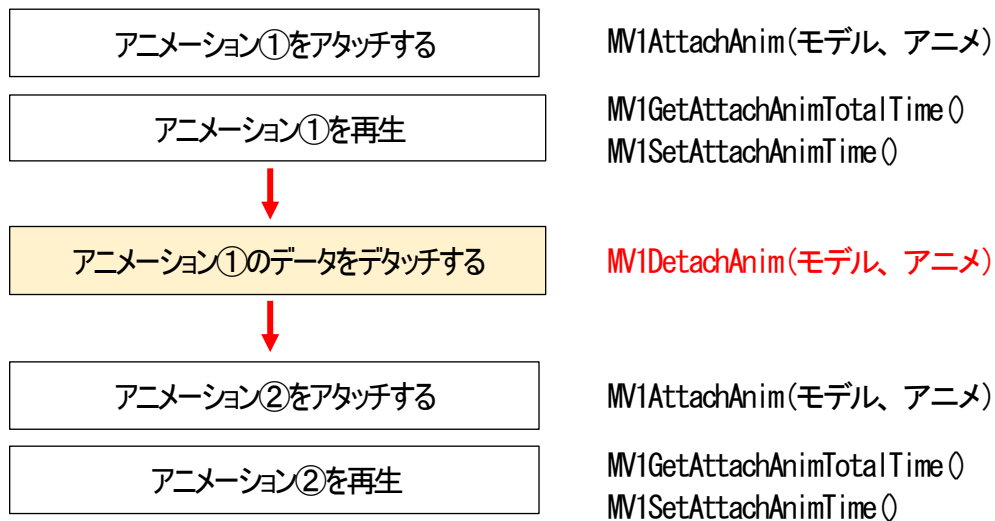 アニメーション①をアタッチする
MV1AttachAnim(モデル、アニメ)
アニメーション①を再生
MV1GetAttachAnimTotalTime()
MV1SetAttachAnimTime()
アニメーション①のデータをデタッチする
MV1DetachAnim(モデル、アニメ)
アニメーション②をアタッチする
MV1AttachAnim(モデル、アニメ)
アニメーション②を再生
MV1GetAttachAnimTotalTime()
MV1SetAttachAnimTime()